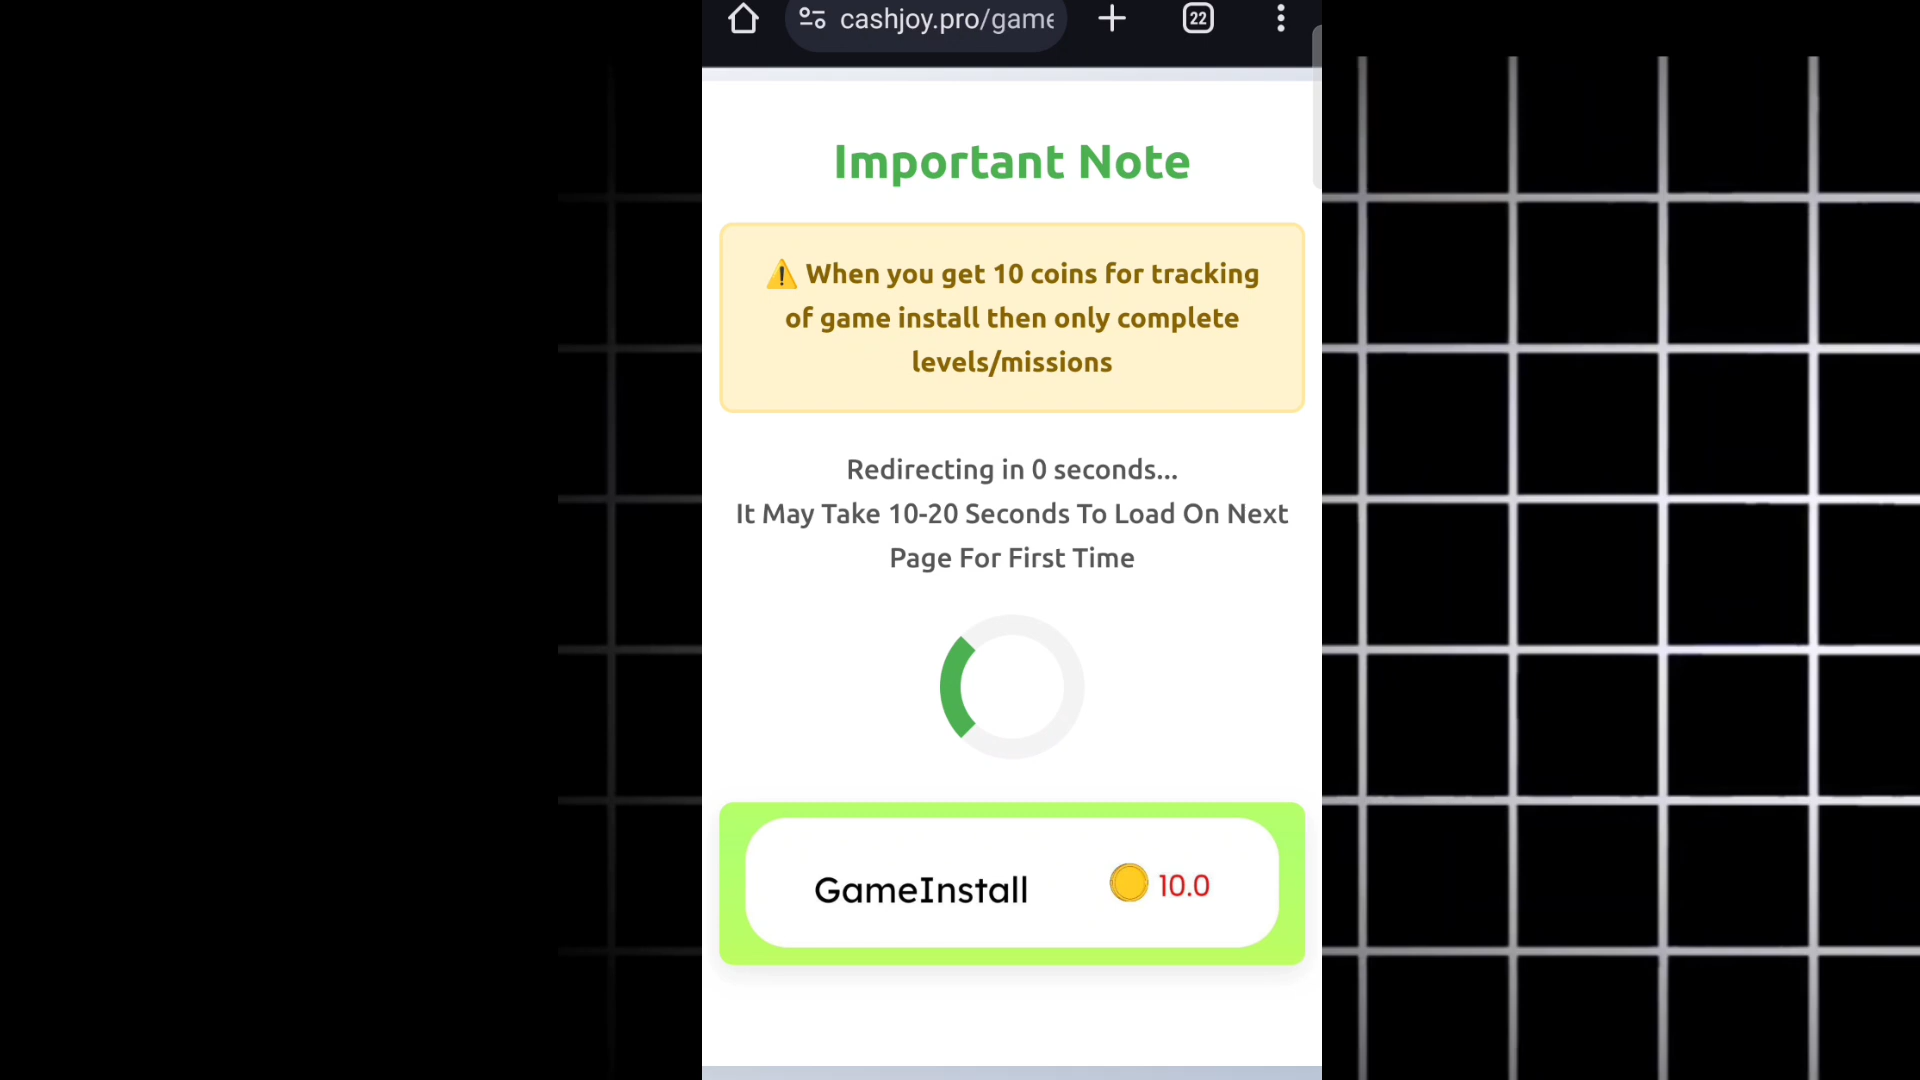 cashjoy.pro/game
22
Important Note
⚠️ When you get 10 coins for tracking
of game install then only complete
levels/missions
Redirecting in 0 seconds...
It May Take 10-20 Seconds To Load On Next
Page For First Time
GameInstall 10.0